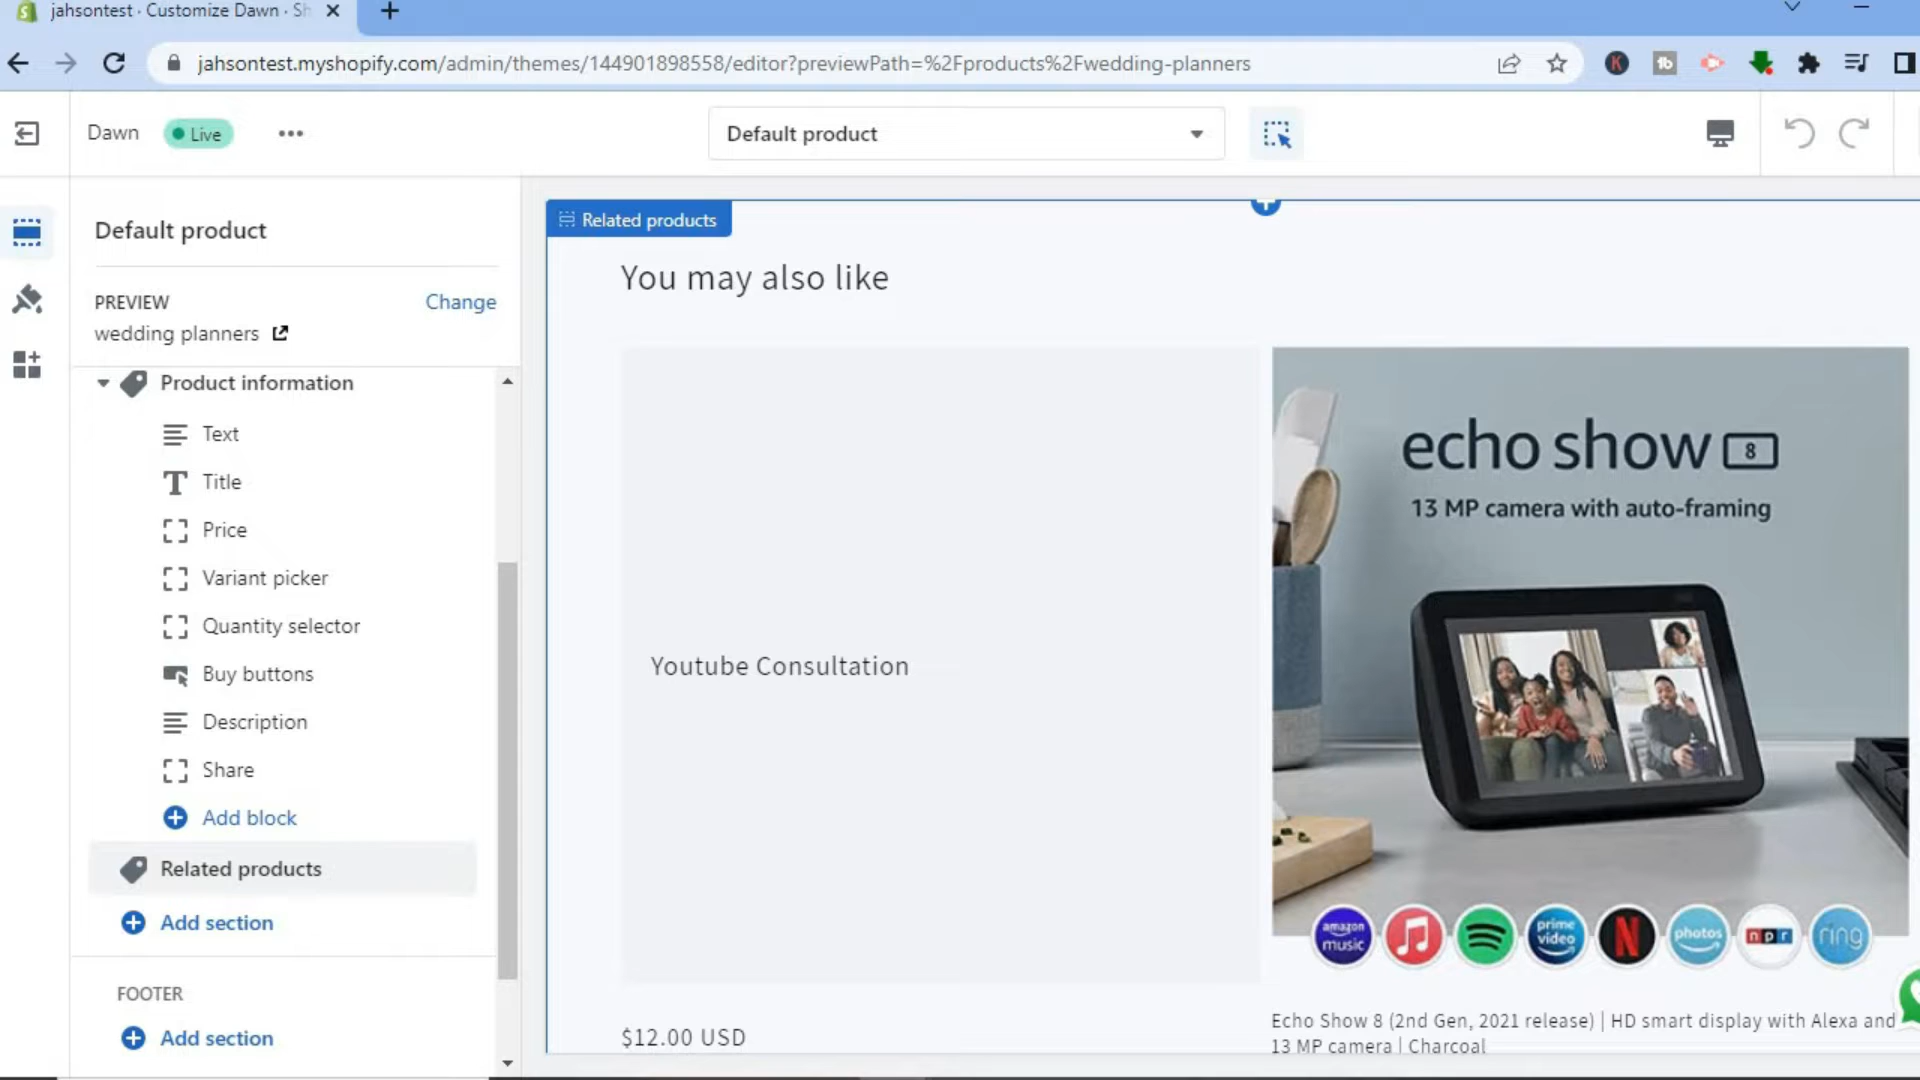 jahsontest · Customize Dawn · Sh
jahsontest.myshopify.com/admin/themes/144901898558/editor?previewPath=%2Fproducts%2Fwedding-planners
Dawn
Live
Default product
Default product
PREVIEW
Change
wedding planners
Product information
Text
Title
Price
Variant picker
Quantity selector
Buy buttons
Description
Share
Add block
Related products
Add section
FOOTER
Add section
Related products
You may also like
Youtube Consultation
$12.00 USD
echo show 8
13 MP camera with auto-framing
amazon music
prime video
N
photos
npr
ring
Echo Show 8 (2nd Gen, 2021 release) | HD smart display with Alexa and
13 MP camera | Charcoal
K
tb